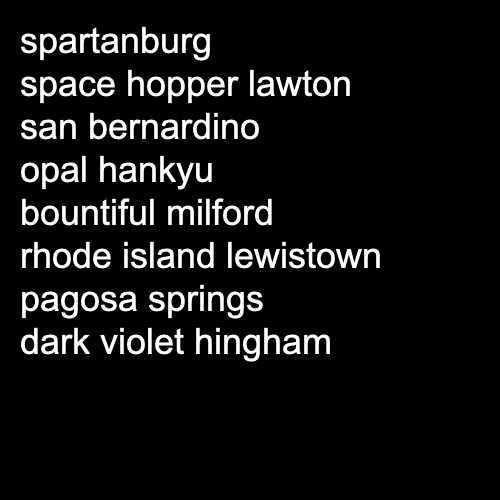 spartanburg
space hopper lawton
san bernardino
opal hankyu
bountiful milford
rhode island lewistown
pagosa springs
dark violet hingham